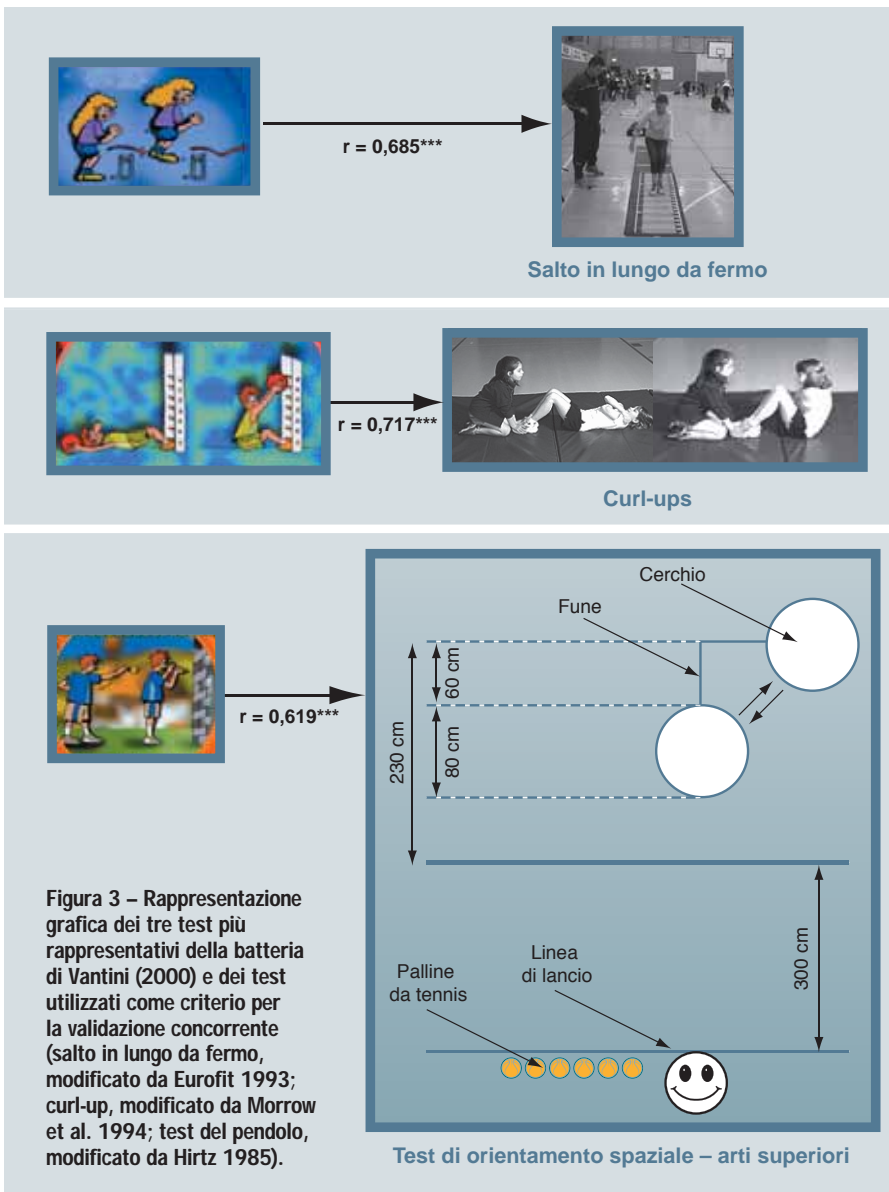 r = 0,685***
Salto in lungo da fermo
r = 0,717***
Curl-ups
r = 0,619***
Cerchio
Fune
60 cm
230 cm
80 cm
300 cm
Linea
di lancio
Palline
da tennis
Test di orientamento spaziale – arti superiori
Figura 3 – Rappresentazione
grafica dei tre test più
rappresentativi della batteria
di Vantini (2000) e dei test
utilizzati come criterio per
la validazione concorrente
(salto in lungo da fermo,
modificato da Eurofit 1993;
curl-up, modificato da Morrow
et al. 1994; test del pendolo,
modificato da Hirtz 1985).